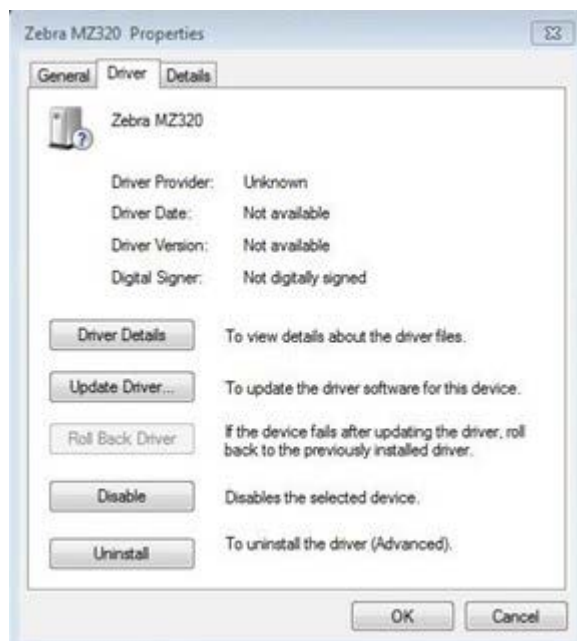 Zebra MZ320 Properties
General Driver Details
Zebra MZ320
Driver Provider: Unknown
Driver Date: Not available
Driver Version: Not available
Digital Signer: Not digitally signed
Driver Details To view details about the driver files.
Update Driver... To update the driver software for this device.
Roll Back Driver If the device fails after updating the driver, roll
back to the previously installed driver.
Disable Disables the selected device.
Uninstall To uninstall the driver (Advanced).
OK Cancel